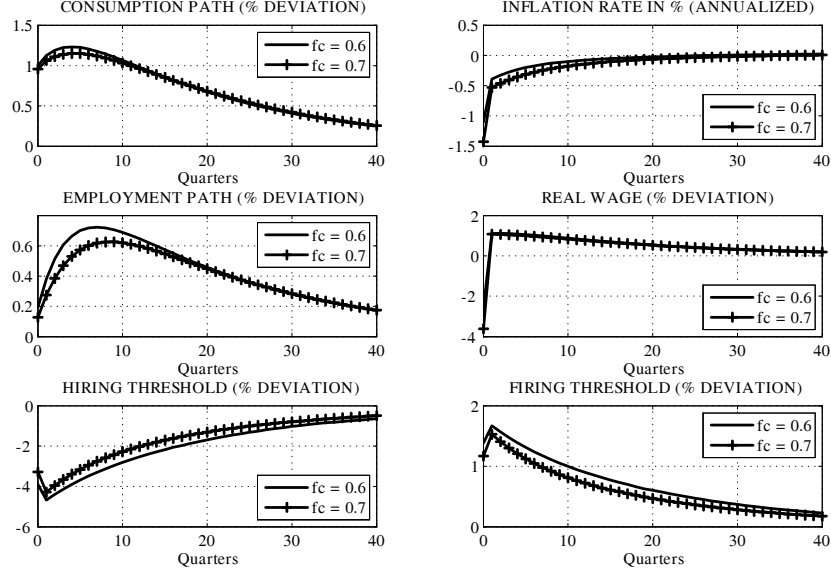 CONSUMPTION PATH (% DEVIATION)
1.5
1
0.5
0
0 10 20 30 40
Quarters
fc = 0.6
fc = 0.7
INFLATION RATE IN % (ANNUALIZED)
0.5
0
-0.5
-1
-1.5
0 10 20 30 40
Quarters
fc = 0.6
fc = 0.7
EMPLOYMENT PATH (% DEVIATION)
0.6
0.4
0.2
0
0 10 20 30 40
Quarters
fc = 0.6
fc = 0.7
REAL WAGE (% DEVIATION)
2
0
-2
-4
0 10 20 30 40
Quarters
fc = 0.6
fc = 0.7
HIRING THRESHOLD (% DEVIATION)
0
-2
-4
-6
0 10 20 30 40
Quarters
fc = 0.6
fc = 0.7
FIRING THRESHOLD (% DEVIATION)
2
1
0
0 10 20 30 40
Quarters
fc = 0.6
fc = 0.7